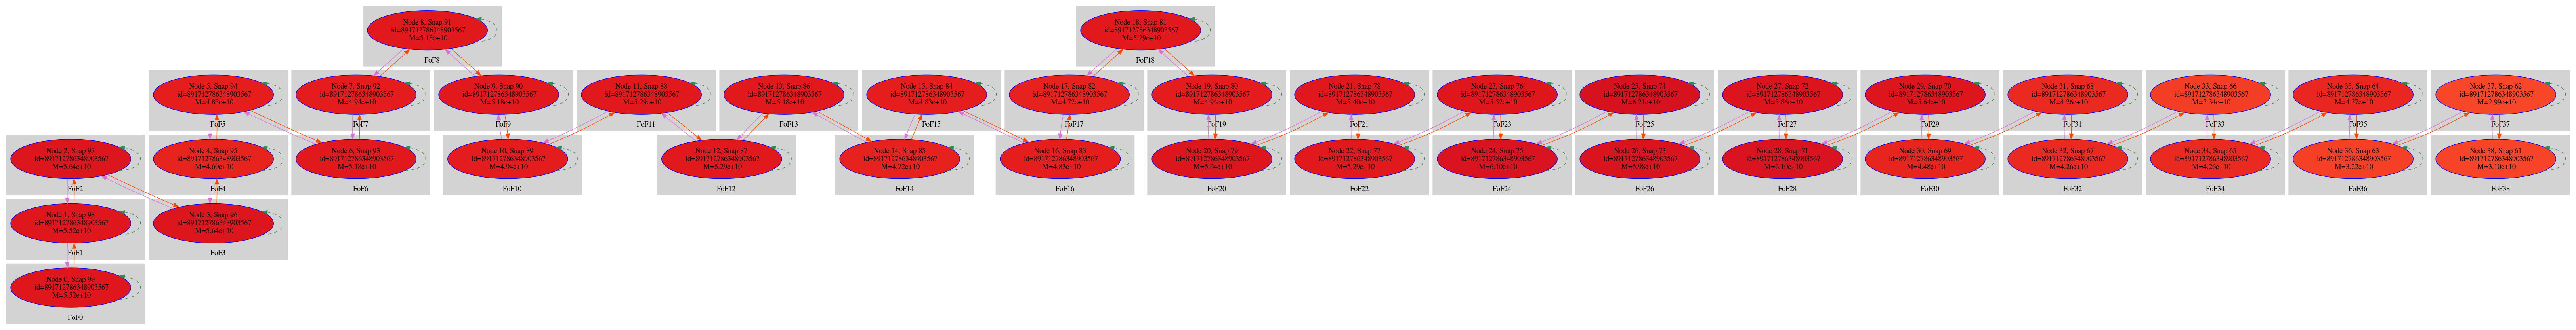 Node 8, Snap 91
id=891712786348903567
M=5.18e+10
FoF8
Node 18, Snap 81
id=891712786348903567
M=5.29e+10
FoF18
Node 5, Snap 94
id=891712786348903567
M=4.83e+10
FoF5
Node 7, Snap 92
id=891712786348903567
M=4.94e+10
FoF7
Node 9, Snap 90
id=891712786348903567
M=5.18e+10
FoF9
Node 11, Snap 88
id=891712786348903567
M=5.29e+10
FoF11
Node 13, Snap 86
id=891712786348903567
M=5.18e+10
FoF13
Node 15, Snap 84
id=891712786348903567
M=4.83e+10
FoF15
Node 17, Snap 82
id=891712786348903567
M=4.72e+10
FoF17
Node 19, Snap 80
id=891712786348903567
M=4.94e+10
FoF19
Node 21, Snap 78
id=891712786348903567
M=5.40e+10
FoF21
Node 23, Snap 76
id=891712786348903567
M=5.52e+10
FoF23
Node 25, Snap 74
id=891712786348903567
M=6.21e+10
FoF25
Node 27, Snap 72
id=891712786348903567
M=5.86e+10
FoF27
Node 29, Snap 70
id=891712786348903567
M=5.64e+10
FoF29
Node 31, Snap 68
id=891712786348903567
M=4.26e+10
FoF31
Node 33, Snap 66
id=891712786348903567
M=3.34e+10
FoF33
Node 35, Snap 64
id=891712786348903567
M=4.37e+10
FoF35
Node 37, Snap 62
id=891712786348903567
M=2.99e+10
FoF37
Node 2, Snap 97
id=891712786348903567
M=5.64e+10
FoF2
Node 4, Snap 95
id=891712786348903567
M=4.60e+10
FoF4
Node 6, Snap 93
id=891712786348903567
M=5.18e+10
FoF6
Node 10, Snap 89
id=891712786348903567
M=4.94e+10
FoF10
Node 12, Snap 87
id=891712786348903567
M=5.29e+10
FoF12
Node 14, Snap 85
id=891712786348903567
M=4.72e+10
FoF14
Node 16, Snap 83
id=891712786348903567
M=4.83e+10
FoF16
Node 20, Snap 79
id=891712786348903567
M=5.64e+10
FoF20
Node 22, Snap 77
id=891712786348903567
M=5.29e+10
FoF22
Node 24, Snap 75
id=891712786348903567
M=6.10e+10
FoF24
Node 26, Snap 73
id=891712786348903567
M=5.98e+10
FoF26
Node 28, Snap 71
id=891712786348903567
M=6.10e+10
FoF28
Node 30, Snap 69
id=891712786348903567
M=4.48e+10
FoF30
Node 32, Snap 67
id=891712786348903567
M=4.26e+10
FoF32
Node 34, Snap 65
id=891712786348903567
M=4.26e+10
FoF34
Node 36, Snap 63
id=891712786348903567
M=3.22e+10
FoF36
Node 38, Snap 61
id=891712786348903567
M=3.10e+10
FoF38
Node 1, Snap 98
id=891712786348903567
M=5.52e+10
FoF1
Node 3, Snap 96
id=891712786348903567
M=5.64e+10
FoF3
Node 0, Snap 99
id=891712786348903567
M=5.52e+10
FoF0